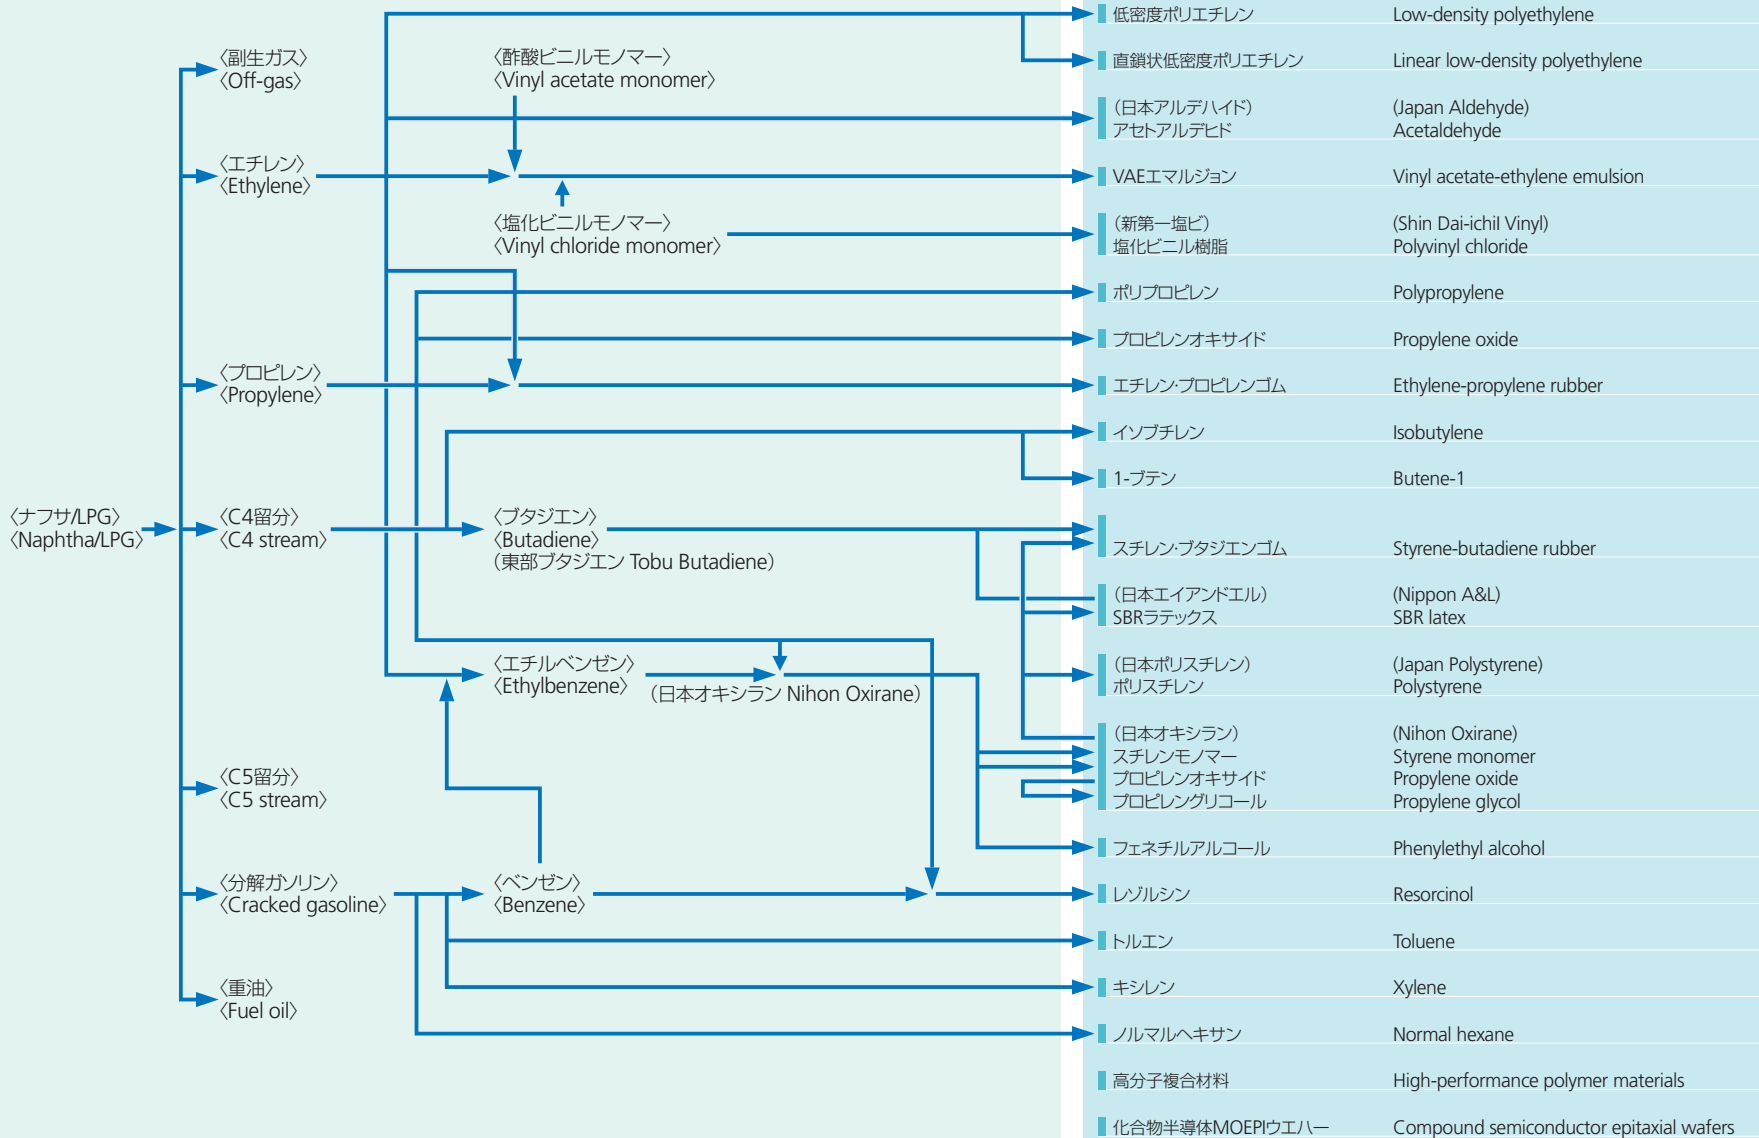 〈ナフサ/LPG〉
〈Naphtha/LPG〉
〈副生ガス〉
〈Off-gas〉
〈エチレン〉
〈Ethylene〉
〈プロピレン〉
〈Propylene〉
〈C4留分〉
〈C4 stream〉
〈C5留分〉
〈C5 stream〉
〈分解ガソリン〉
〈Cracked gasoline〉
〈重油〉
〈Fuel oil〉
〈酢酸ビニルモノマー〉
〈Vinyl acetate monomer〉
〈塩化ビニルモノマー〉
〈Vinyl chloride monomer〉
〈ブタジエン〉
〈Butadiene〉
（東部ブタジエン Tobu Butadiene）
〈エチルベンゼン〉
〈Ethylbenzene〉
（日本オキシラン Nihon Oxirane）
〈ベンゼン〉
〈Benzene〉
低密度ポリエチレン Low-density polyethylene
直鎖状低密度ポリエチレン Linear low-density polyethylene
（日本アルデハイド） (Japan Aldehyde)
アセトアルデヒド Acetaldehyde
VAEエマルジョン Vinyl acetate-ethylene emulsion
（新第一塩ビ） (Shin Dai-ichiI Vinyl)
塩化ビニル樹脂 Polyvinyl chloride
ポリプロピレン Polypropylene
プロピレンオキサイド Propylene oxide
エチレン・プロピレンゴム Ethylene-propylene rubber
イソブチレン Isobutylene
1-ブテン Butene-1
スチレン・ブタジエンゴム Styrene-butadiene rubber
（日本エイアンドエル） (Nippon A&L)
SBRラテックス SBR latex
（日本ポリスチレン） (Japan Polystyrene)
ポリスチレン Polystyrene
（日本オキシラン） (Nihon Oxirane)
スチレンモノマー Styrene monomer
プロピレンオキサイド Propylene oxide
プロピレングリコール Propylene glycol
フェネチルアルコール Phenylethyl alcohol
レゾルシン Resorcinol
トルエン Toluene
キシレン Xylene
ノルマルヘキサン Normal hexane
高分子複合材料 High-performance polymer materials
化合物半導体MOEPIウエハー Compound semiconductor epitaxial wafers